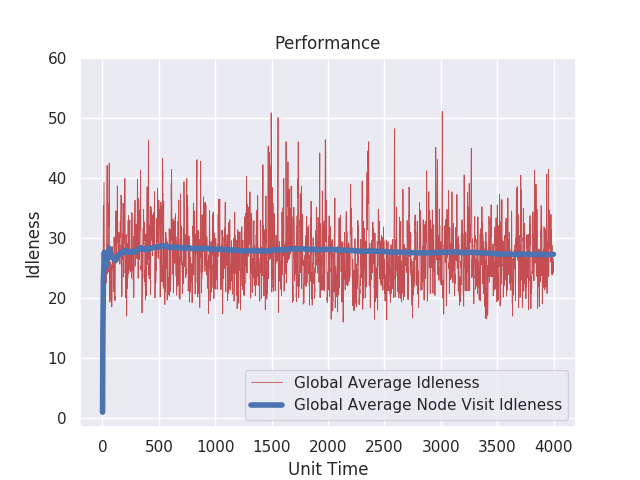 Performance
60
50
40
30
20
10
0
Idleness
0 500 1000 1500 2000 2500 3000 3500 4000
Unit Time
Global Average Idleness
Global Average Node Visit Idleness